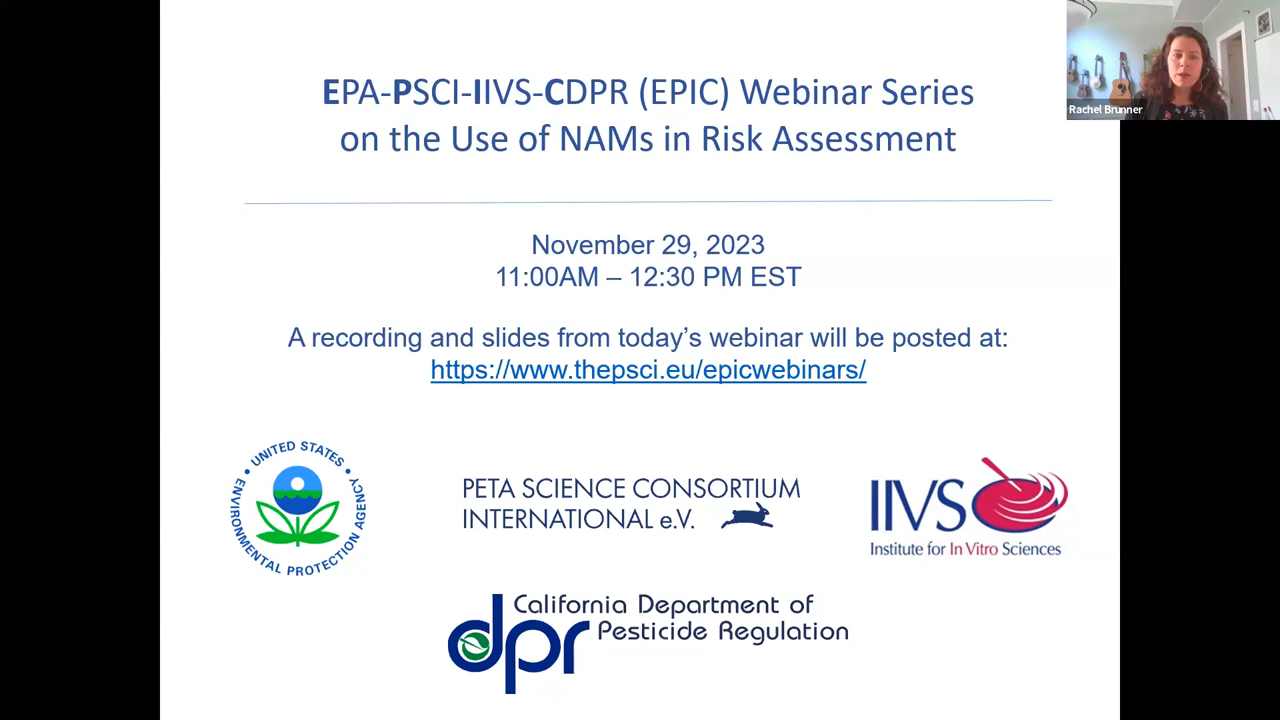 EPA-PSCI-IIVS-CDPR (EPIC) Webinar Series
on the Use of NAMs in Risk Assessment
Rachel Brunner
November 29, 2023
11:00AM – 12:30 PM EST
A recording and slides from today's webinar will be posted at:
https://www.thepsci.eu/epicwebinars/
UNITED STATES
ENVIRONMENTAL PROTECTION AGENCY
PETA SCIENCE CONSORTIUM
INTERNATIONAL e.V.
IIVS
Institute for In Vitro Sciences
dpr
California Department of
Pesticide Regulation